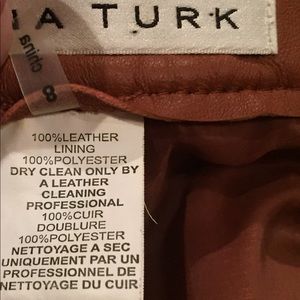 IA TURK
china
8
100%LEATHER
LINING
100%POLYESTER
DRY CLEAN ONLY BY
A LEATHER
CLEANING
PROFESSIONAL
100%CUIR
DOUBLURE
100%POLYESTER
NETTOYAGE A SEC
UNIQUEMENT PAR UN
PROFESSIONNEL DE
NETTOYAGE DU CUIR